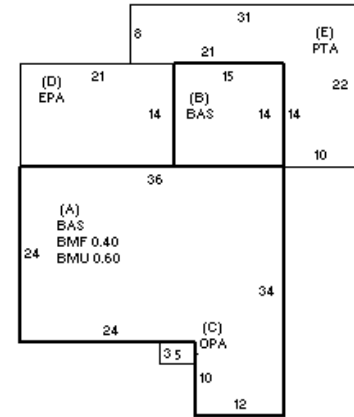 31
8
(E)
PTA
21
22
21
15
(D)
EPA
(B)
BAS
14
14
14
10
36
(A)
BAS
BMF 0.40
BMU 0.60
24
34
24
(C)
OPA
3 5
10
12